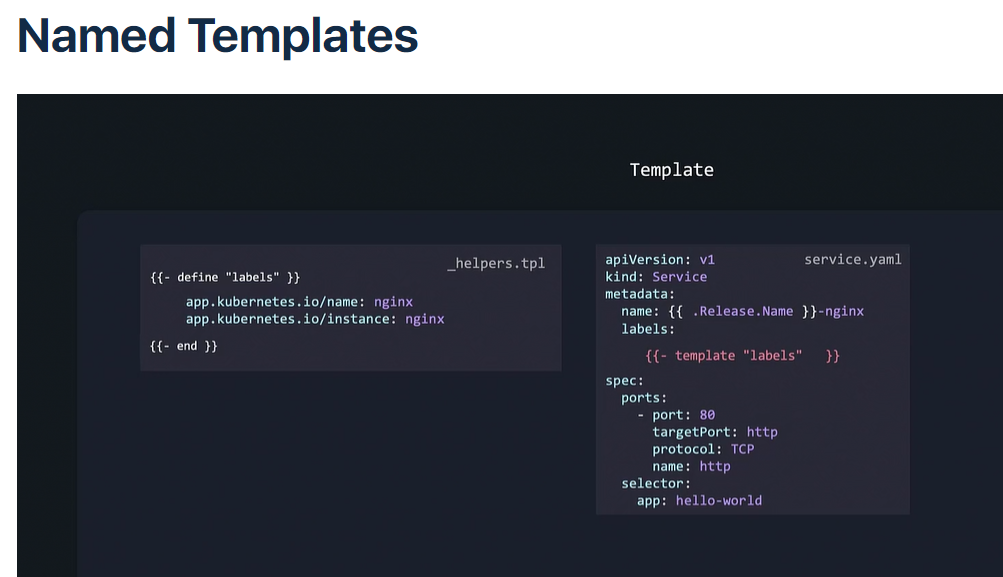 Named Templates
Template
_helpers.tpl
{{- define "labels" }}
app.kubernetes.io/name: nginx
app.kubernetes.io/instance: nginx
{{- end }}
service.yaml
apiVersion: v1
kind: Service
metadata:
  name: {{ .Release.Name }}-nginx
  labels:
    {{- template "labels"   }}
spec:
  ports:
    - port: 80
      targetPort: http
      protocol: TCP
      name: http
  selector:
    app: hello-world